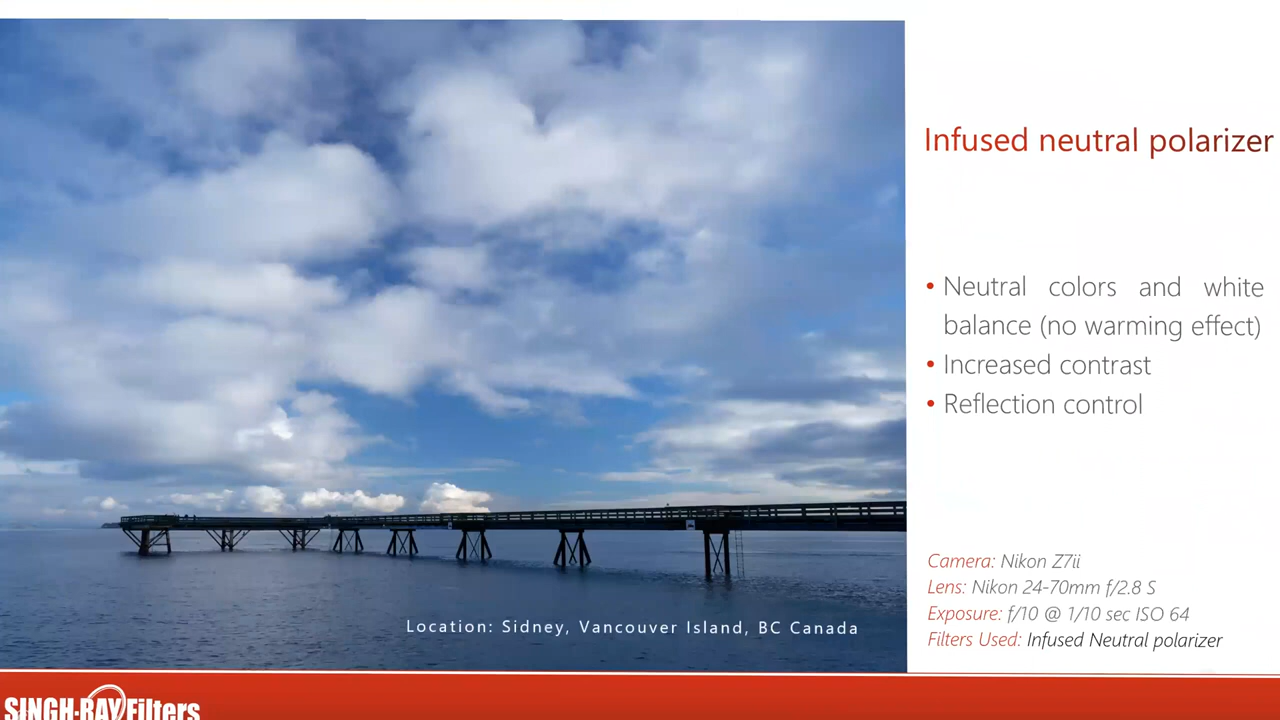 Infused neutral polarizer
• Neutral colors and white
balance (no warming effect)
• Increased contrast
• Reflection control
Camera: Nikon Z7ii
Lens: Nikon 24-70mm f/2.8 S
Exposure: f/10 @ 1/10 sec ISO 64
Filters Used: Infused Neutral polarizer
Location: Sidney, Vancouver Island, BC Canada
SINGH-RAY Filters